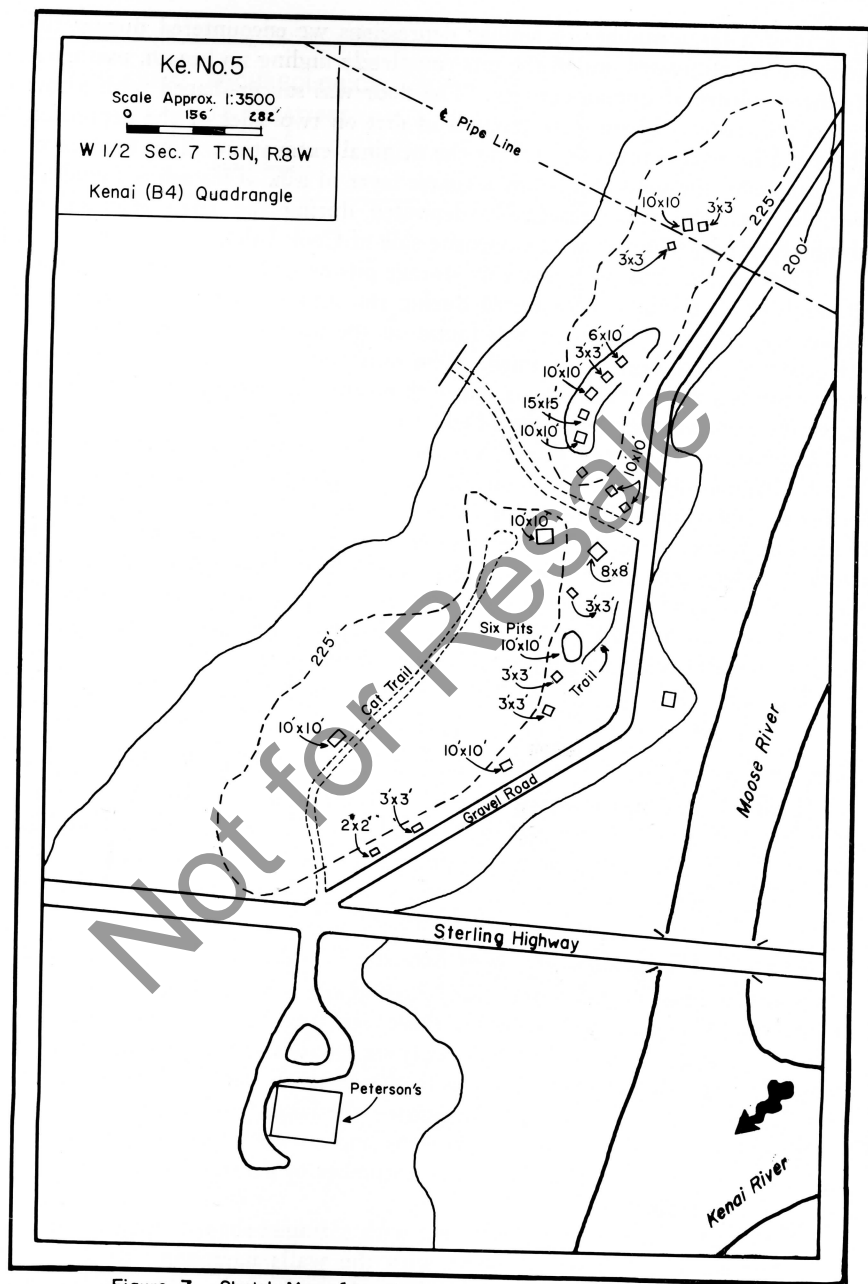 Ke. No. 5
Scale Approx. 1:3500
0 156' 282'
W 1/2 Sec. 7 T.5N, R.8W
Kenai (B4) Quadrangle
℄ Pipe Line
10'x10'
3'x3'
3'x3'
225'
200'
6'x10'
3'x3'
10'x10'
15'x15'
10'x10'
10'x10'
10'x10'
8'x8'
3'x3'
Six Pits
10'x10'
3'x3'
Trail
3'x3'
225'
Cat Trail
10'x10'
10'x10'
3'x3'
2'x2'
Gravel Road
Moose River
Sterling Highway
Peterson's
Kenai River
Not for Resale